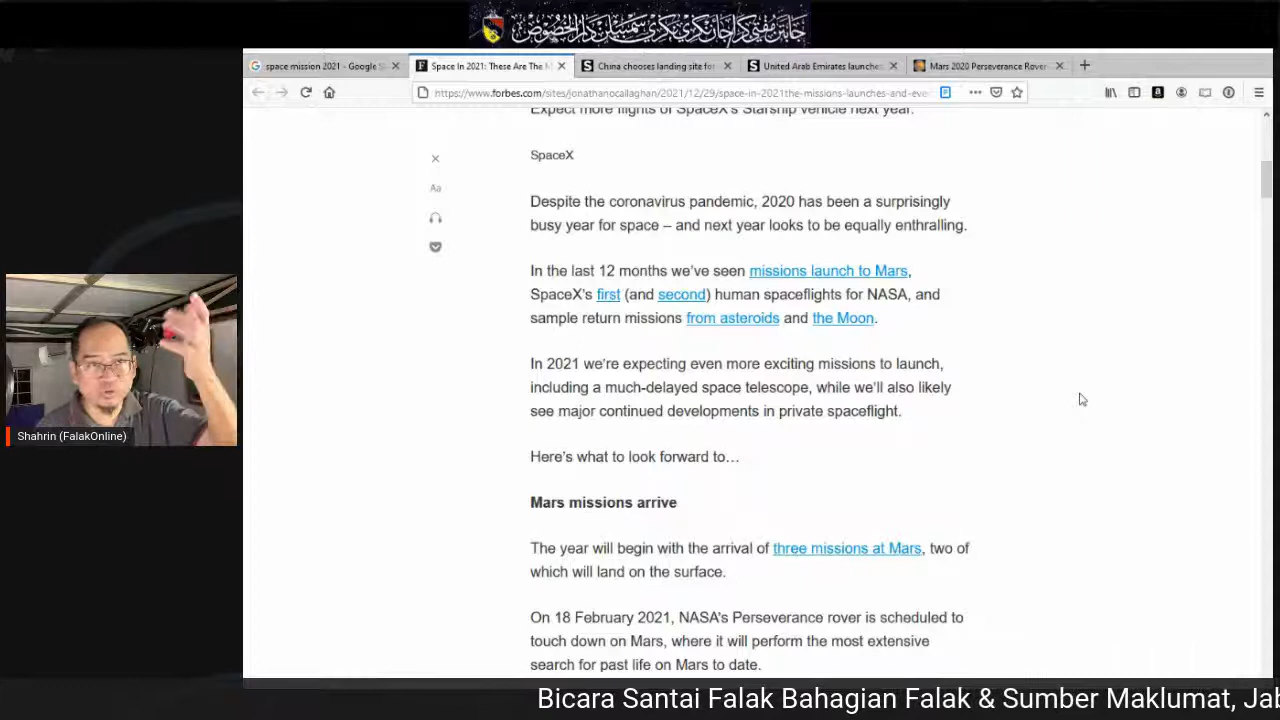 جابتن مفتي كراجأن نݢري نݢري سمبيلن دارالخصوص
space mission 2021 - Google S
Space In 2021: These Are The M
China chooses landing site fo
United Arab Emirates launches
Mars 2020 Perseverance Rover
https://www.forbes.com/sites/jonathanocallaghan/2021/12/29/space-in-2021the-missions-launches-and-eve
Expect more flights of SpaceX's Starship vehicle next year.
SpaceX
Aa
Despite the coronavirus pandemic, 2020 has been a surprisingly
busy year for space – and next year looks to be equally enthralling.
In the last 12 months we've seen missions launch to Mars,
SpaceX's first (and second) human spaceflights for NASA, and
sample return missions from asteroids and the Moon.
In 2021 we're expecting even more exciting missions to launch,
including a much-delayed space telescope, while we'll also likely
see major continued developments in private spaceflight.
Here's what to look forward to…
Mars missions arrive
The year will begin with the arrival of three missions at Mars, two of
which will land on the surface.
On 18 February 2021, NASA's Perseverance rover is scheduled to
touch down on Mars, where it will perform the most extensive
search for past life on Mars to date.
Shahrin (FalakOnline)
Bicara Santai Falak Bahagian Falak & Sumber Maklumat, Jab